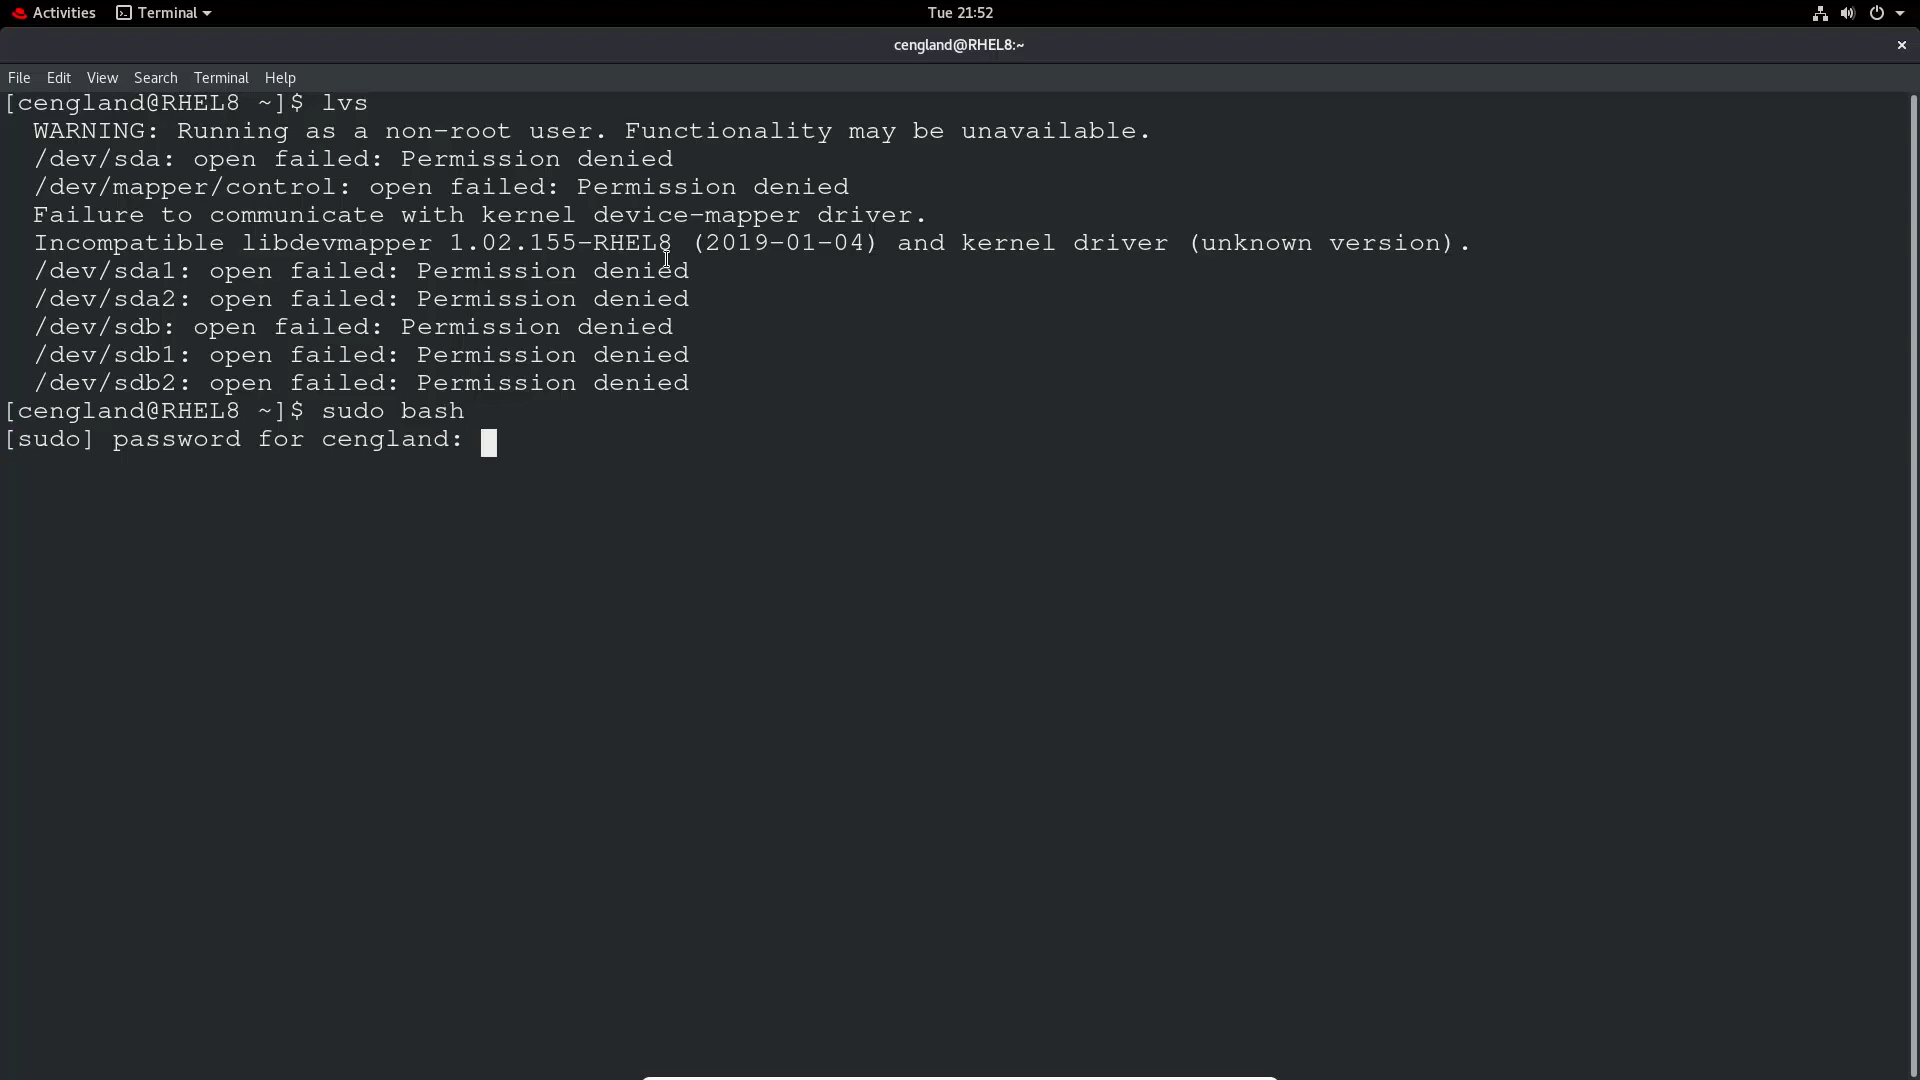 Activities Terminal Tue 21:52
cengland@RHEL8:~ ×
File Edit View Search Terminal Help
[cengland@RHEL8 ~]$ lvs
WARNING: Running as a non-root user. Functionality may be unavailable.
/dev/sda: open failed: Permission denied
/dev/mapper/control: open failed: Permission denied
Failure to communicate with kernel device-mapper driver.
Incompatible libdevmapper 1.02.155-RHEL8 (2019-01-04) and kernel driver (unknown version).
/dev/sda1: open failed: Permission denied
/dev/sda2: open failed: Permission denied
/dev/sdb: open failed: Permission denied
/dev/sdb1: open failed: Permission denied
/dev/sdb2: open failed: Permission denied
[cengland@RHEL8 ~]$ sudo bash
[sudo] password for cengland: